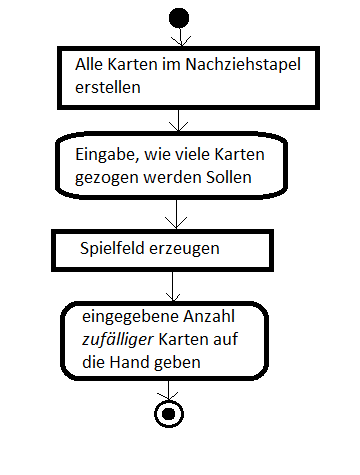 Alle Karten im Nachziehstapel
erstellen
Eingabe, wie viele Karten
gezogen werden Sollen
Spielfeld erzeugen
eingegebene Anzahl
zufälliger Karten auf
die Hand geben